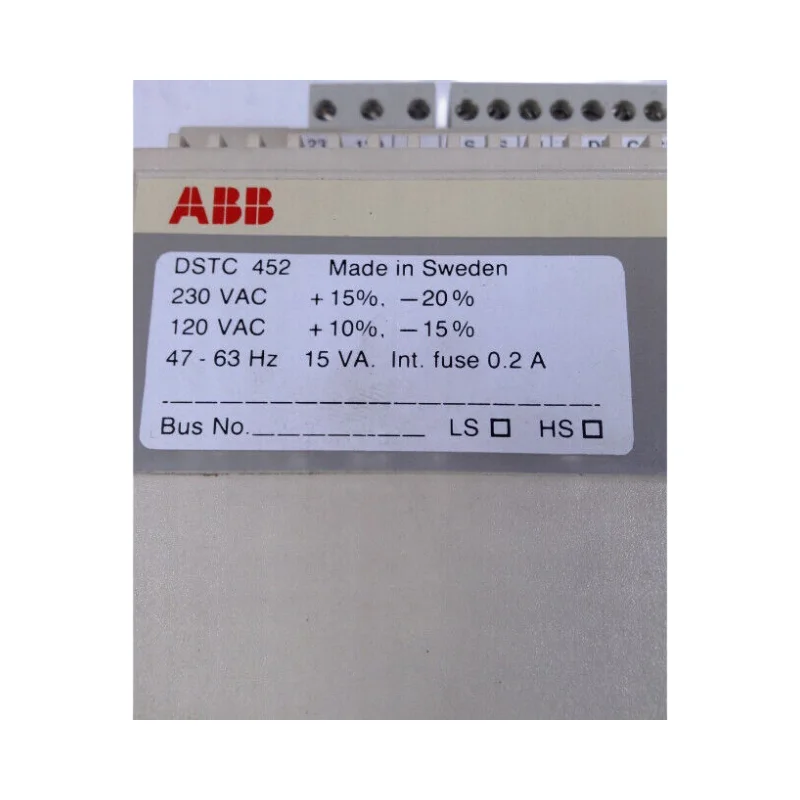 ABB
DSTC 452 Made in Sweden
230 VAC +15%, −20%
120 VAC +10%, −15%
47 - 63 Hz 15 VA. Int. fuse 0.2 A
Bus No.____________ LS □ HS □